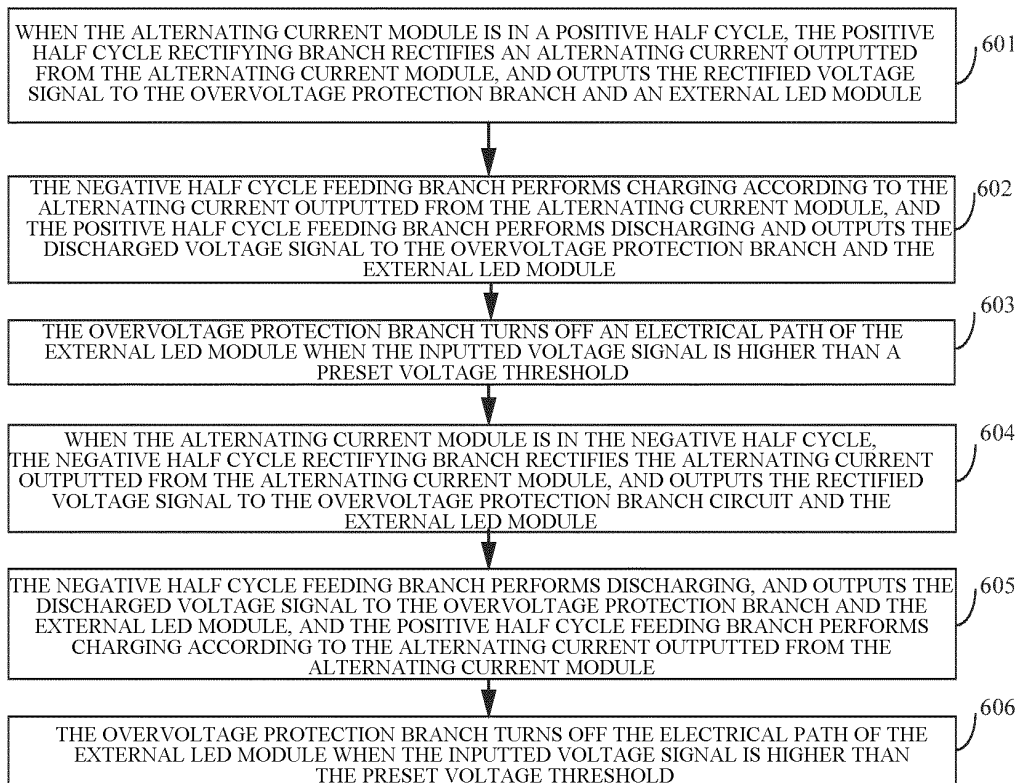 WHEN THE ALTERNATING CURRENT MODULE IS IN A POSITIVE HALF CYCLE, THE POSITIVE
HALF CYCLE RECTIFYING BRANCH RECTIFIES AN ALTERNATING CURRENT OUTPUTTED
FROM THE ALTERNATING CURRENT MODULE, AND OUTPUTS THE RECTIFIED VOLTAGE
SIGNAL TO THE OVERVOLTAGE PROTECTION BRANCH AND AN EXTERNAL LED MODULE
601
THE NEGATIVE HALF CYCLE FEEDING BRANCH PERFORMS CHARGING ACCORDING TO THE
ALTERNATING CURRENT OUTPUTTED FROM THE ALTERNATING CURRENT MODULE, AND
THE POSITIVE HALF CYCLE FEEDING BRANCH PERFORMS DISCHARGING AND OUTPUTS THE
DISCHARGED VOLTAGE SIGNAL TO THE OVERVOLTAGE PROTECTION BRANCH AND THE
EXTERNAL LED MODULE
602
THE OVERVOLTAGE PROTECTION BRANCH TURNS OFF AN ELECTRICAL PATH OF THE
EXTERNAL LED MODULE WHEN THE INPUTTED VOLTAGE SIGNAL IS HIGHER THAN A
PRESET VOLTAGE THRESHOLD
603
WHEN THE ALTERNATING CURRENT MODULE IS IN THE NEGATIVE HALF CYCLE,
THE NEGATIVE HALF CYCLE RECTIFYING BRANCH RECTIFIES THE ALTERNATING CURRENT
OUTPUTTED FROM THE ALTERNATING CURRENT MODULE, AND OUTPUTS THE RECTIFIED
VOLTAGE SIGNAL TO THE OVERVOLTAGE PROTECTION BRANCH CIRCUIT AND THE
EXTERNAL LED MODULE
604
THE NEGATIVE HALF CYCLE FEEDING BRANCH PERFORMS DISCHARGING, AND OUTPUTS THE
DISCHARGED VOLTAGE SIGNAL TO THE OVERVOLTAGE PROTECTION BRANCH AND THE
EXTERNAL LED MODULE, AND THE POSITIVE HALF CYCLE FEEDING BRANCH PERFORMS
CHARGING ACCORDING TO THE ALTERNATING CURRENT OUTPUTTED FROM THE
ALTERNATING CURRENT MODULE
605
THE OVERVOLTAGE PROTECTION BRANCH TURNS OFF THE ELECTRICAL PATH OF THE
EXTERNAL LED MODULE WHEN THE INPUTTED VOLTAGE SIGNAL IS HIGHER THAN
THE PRESET VOLTAGE THRESHOLD
606